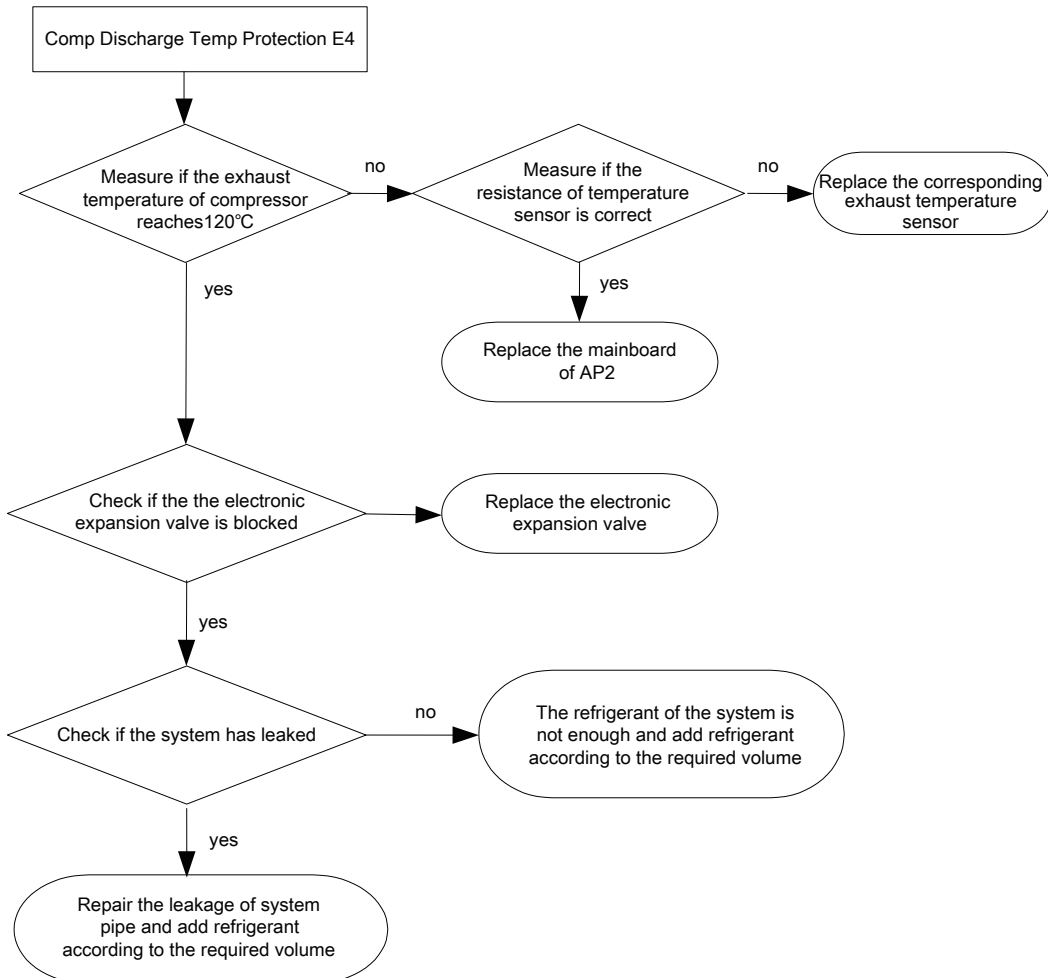 Comp Discharge Temp Protection E4
Measure if the exhaust
temperature of compressor
reaches120℃
no
Measure if the
resistance of temperature
sensor is correct
no
Replace the corresponding
exhaust temperature
sensor
yes
yes
Replace the mainboard
of AP2
Check if the the electronic
expansion valve is blocked
Replace the electronic
expansion valve
yes
Check if the system has leaked
no
The refrigerant of the system is
not enough and add refrigerant
according to the required volume
yes
Repair the leakage of system
pipe and add refrigerant
according to the required volume